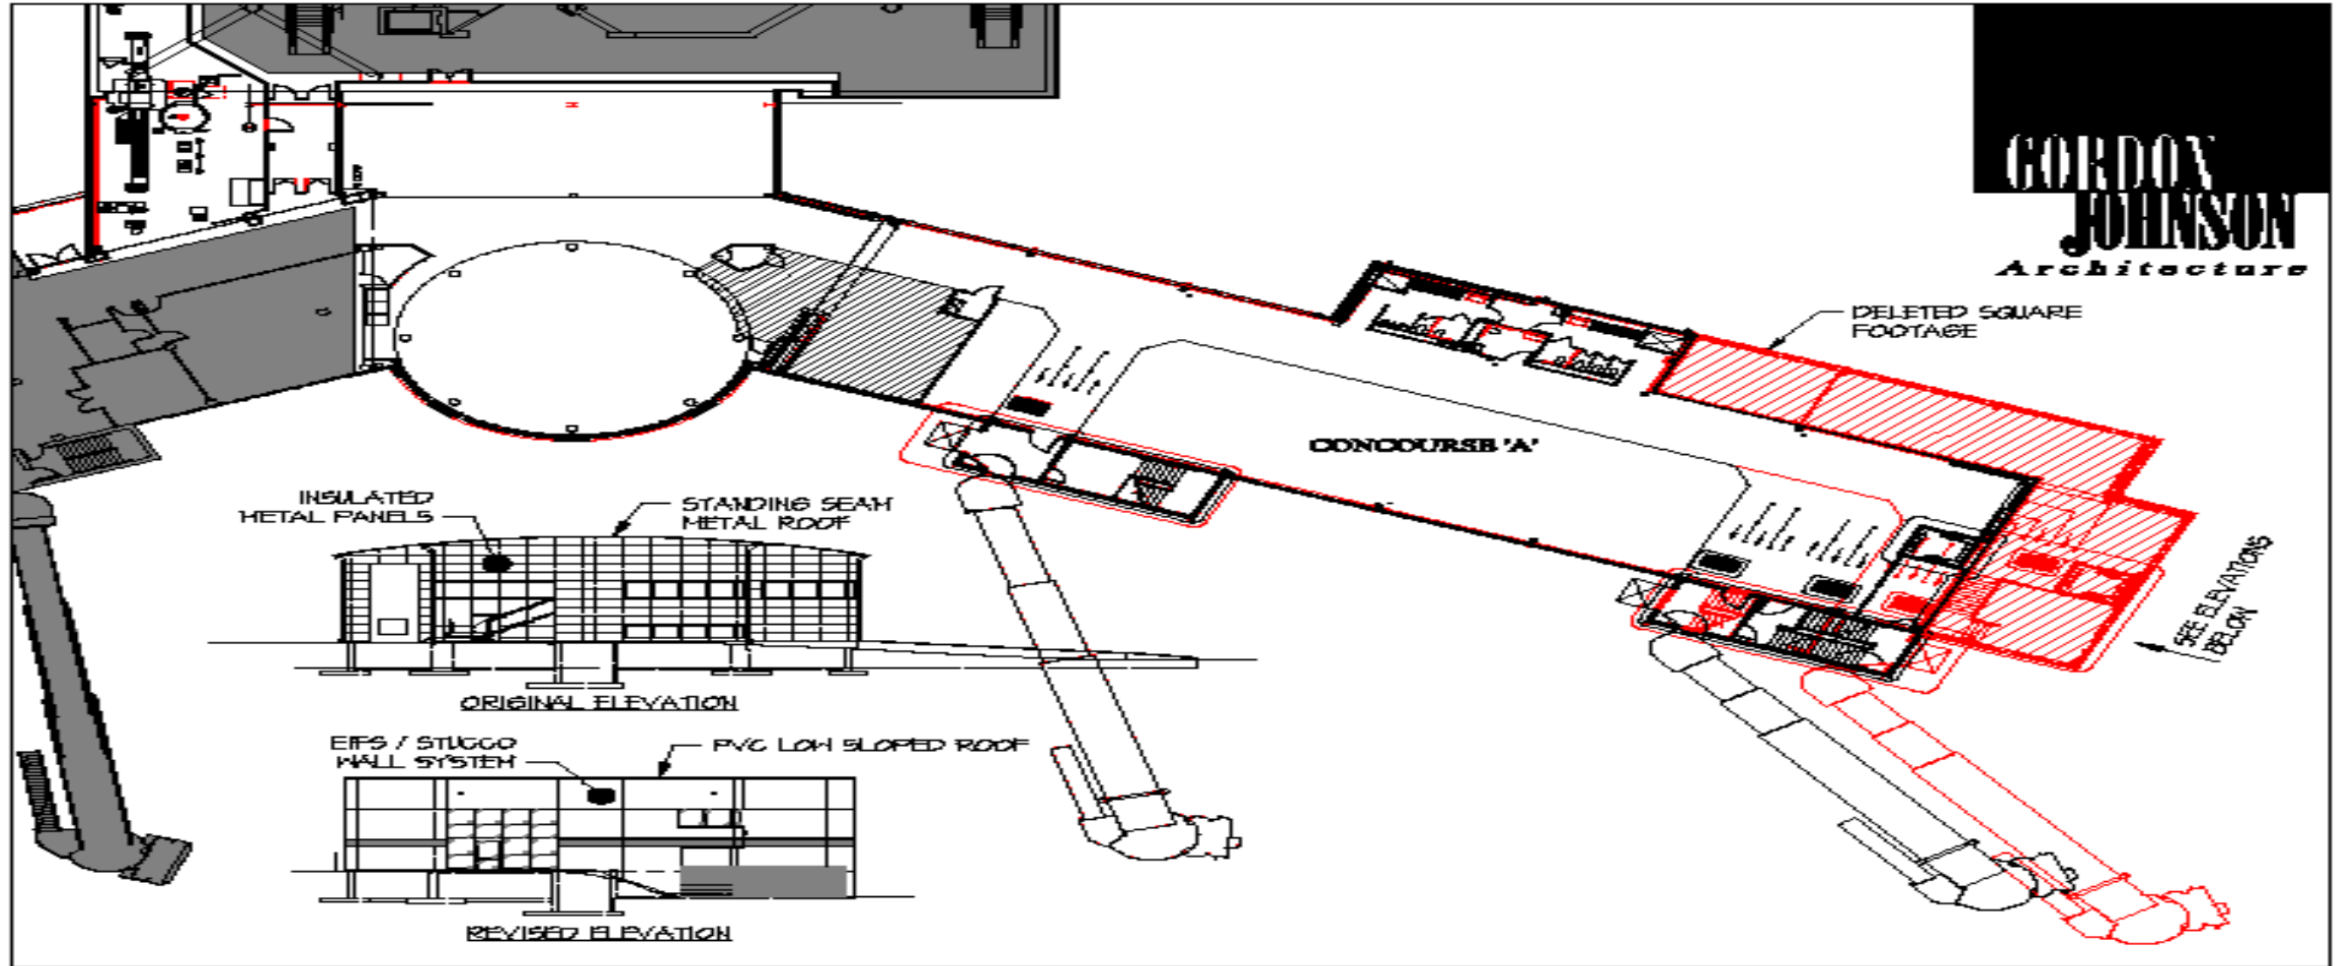 GORDON
JOHNSON
Architecture
DELETED SQUARE
FOOTAGE
CONCOURSE 'A'
SEE ELEVATIONS
BELOW
INSULATED
METAL PANELS
STANDING SEAM
METAL ROOF
ORIGINAL ELEVATION
EIFS / STUCCO
WALL SYSTEM
PVC LOW SLOPED ROOF
REVISED ELEVATION